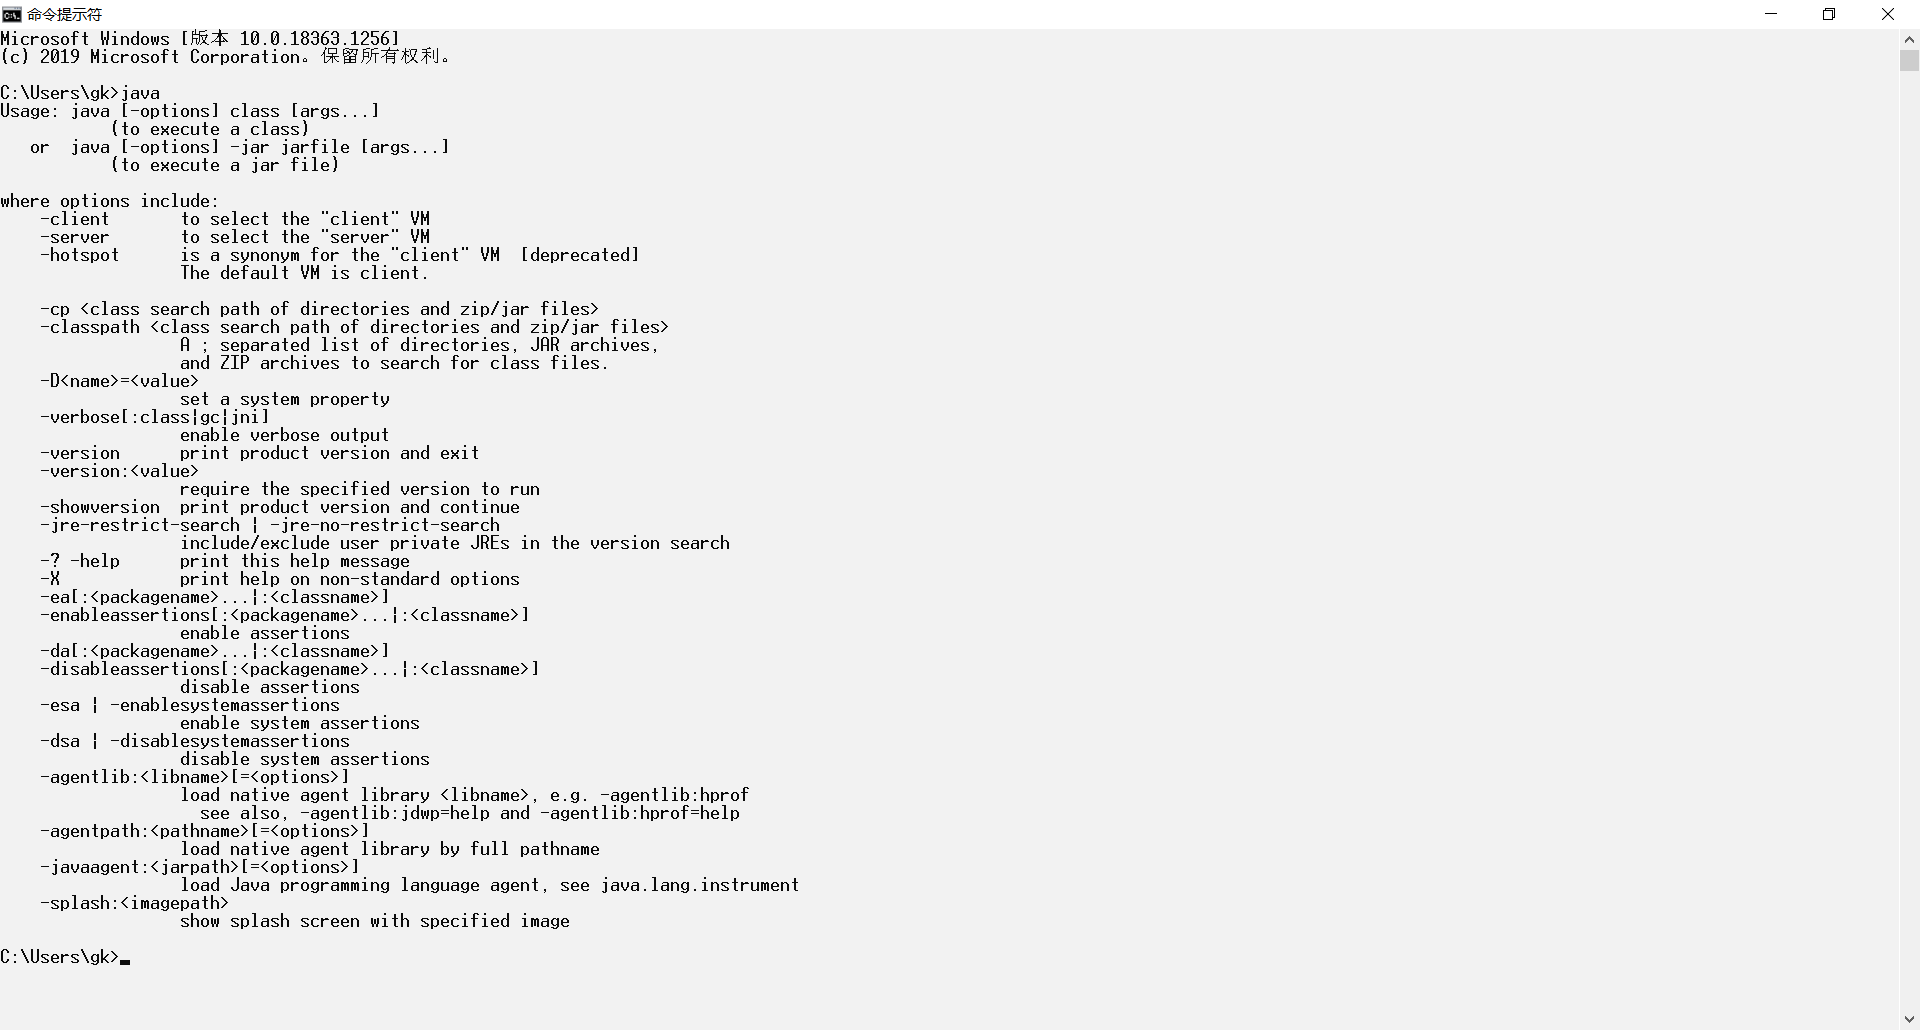 命令提示符
Microsoft Windows [版本 10.0.18363.1256]
(c) 2019 Microsoft Corporation。保留所有权利。
C:\Users\gk>java
Usage: java [-options] class [args...]
(to execute a class)
or  java [-options] -jar jarfile [args...]
(to execute a jar file)
where options include:
-client       to select the "client" VM
-server       to select the "server" VM
-hotspot      is a synonym for the "client" VM  [deprecated]
The default VM is client.
-cp <class search path of directories and zip/jar files>
-classpath <class search path of directories and zip/jar files>
A ; separated list of directories, JAR archives,
and ZIP archives to search for class files.
-D<name>=<value>
set a system property
-verbose[:class|gc|jni]
enable verbose output
-version      print product version and exit
-version:<value>
require the specified version to run
-showversion  print product version and continue
-jre-restrict-search | -jre-no-restrict-search
include/exclude user private JREs in the version search
-? -help      print this help message
-X            print help on non-standard options
-ea[:<packagename>...|:<classname>]
-enableassertions[:<packagename>...|:<classname>]
enable assertions
-da[:<packagename>...|:<classname>]
-disableassertions[:<packagename>...|:<classname>]
disable assertions
-esa | -enablesystemassertions
enable system assertions
-dsa | -disablesystemassertions
disable system assertions
-agentlib:<libname>[=<options>]
load native agent library <libname>, e.g. -agentlib:hprof
see also, -agentlib:jdwp=help and -agentlib:hprof=help
-agentpath:<pathname>[=<options>]
load native agent library by full pathname
-javaagent:<jarpath>[=<options>]
load Java programming language agent, see java.lang.instrument
-splash:<imagepath>
show splash screen with specified image
C:\Users\gk>